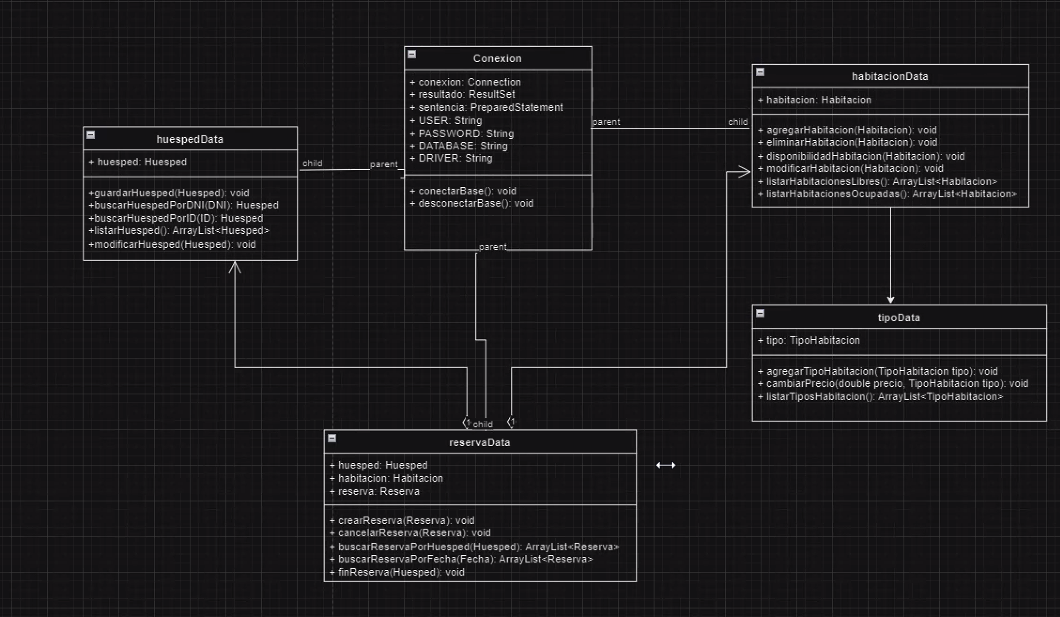 Conexion
+ conexion: Connection
+ resultado: ResultSet
+ sentencia: PreparedStatement
+ USER: String
+ PASSWORD: String
+ DATABASE: String
+ DRIVER: String
+ conectarBase(): void
+ desconectarBase(): void
parent
child
habitacionData
+ habitacion: Habitacion
+ agregarHabitacion(Habitacion): void
+ eliminarHabitacion(Habitacion): void
+ disponibilidadHabitacion(Habitacion): void
+ modificarHabitacion(Habitacion): void
+ listarHabitacionesLibres(): ArrayList<Habitacion>
+ listarHabitacionesOcupadas(): ArrayList<Habitacion>
huespedData
+ huesped: Huesped
+guardarHuesped(Huesped): void
+buscarHuespedPorDNI(DNI): Huesped
+buscarHuespedPorID(ID): Huesped
+listarHuesped(): ArrayList<Huesped>
+modificarHuesped(Huesped): void
child
parent
parent
tipoData
+ tipo: TipoHabitacion
+ agregarTipoHabitacion(TipoHabitacion tipo): void
+ cambiarPrecio(double precio, TipoHabitacion tipo): void
+ listarTiposHabitacion(): ArrayList<TipoHabitacion>
1
child
1
reservaData
+ huesped: Huesped
+ habitacion: Habitacion
+ reserva: Reserva
+ crearReserva(Reserva): void
+ cancelarReserva(Reserva): void
+ buscarReservaPorHuesped(Huesped): ArrayList<Reserva>
+ buscarReservaPorFecha(Fecha): ArrayList<Reserva>
+ finReserva(Huesped): void